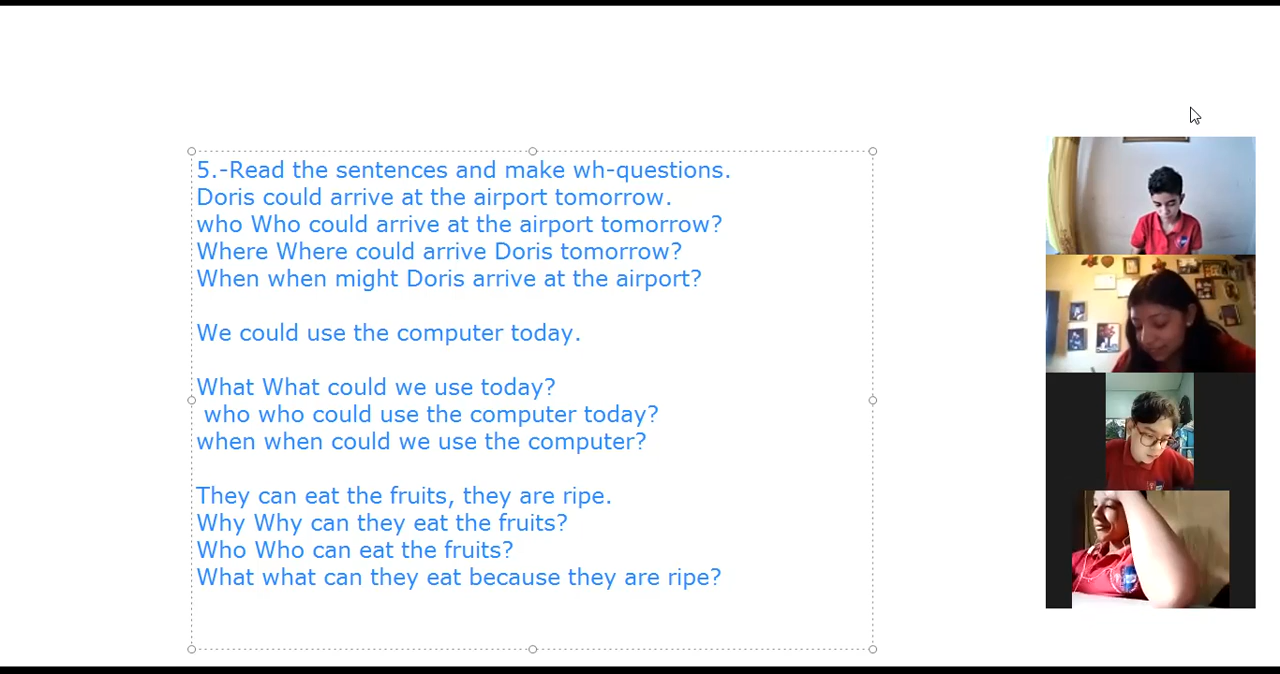 5.-Read the sentences and make wh-questions.
Doris could arrive at the airport tomorrow.
who Who could arrive at the airport tomorrow?
Where Where could arrive Doris tomorrow?
When when might Doris arrive at the airport?
We could use the computer today.
What What could we use today?
who who could use the computer today?
when when could we use the computer?
They can eat the fruits, they are ripe.
Why Why can they eat the fruits?
Who Who can eat the fruits?
What what can they eat because they are ripe?